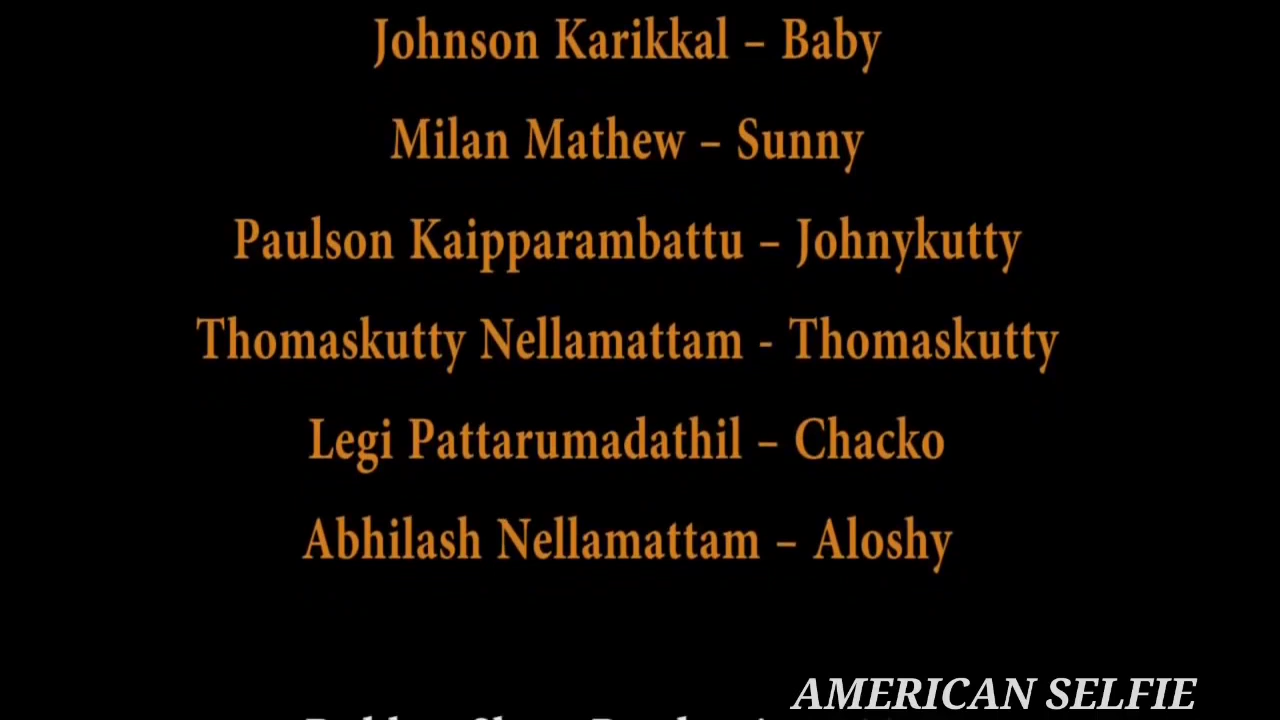 Johnson Karikkal – Baby
Milan Mathew – Sunny
Paulson Kaipparambattu – Johnykutty
Thomaskutty Nellamattam - Thomaskutty
Legi Pattarumadathil – Chacko
Abhilash Nellamattam – Aloshy
AMERICAN SELFIE